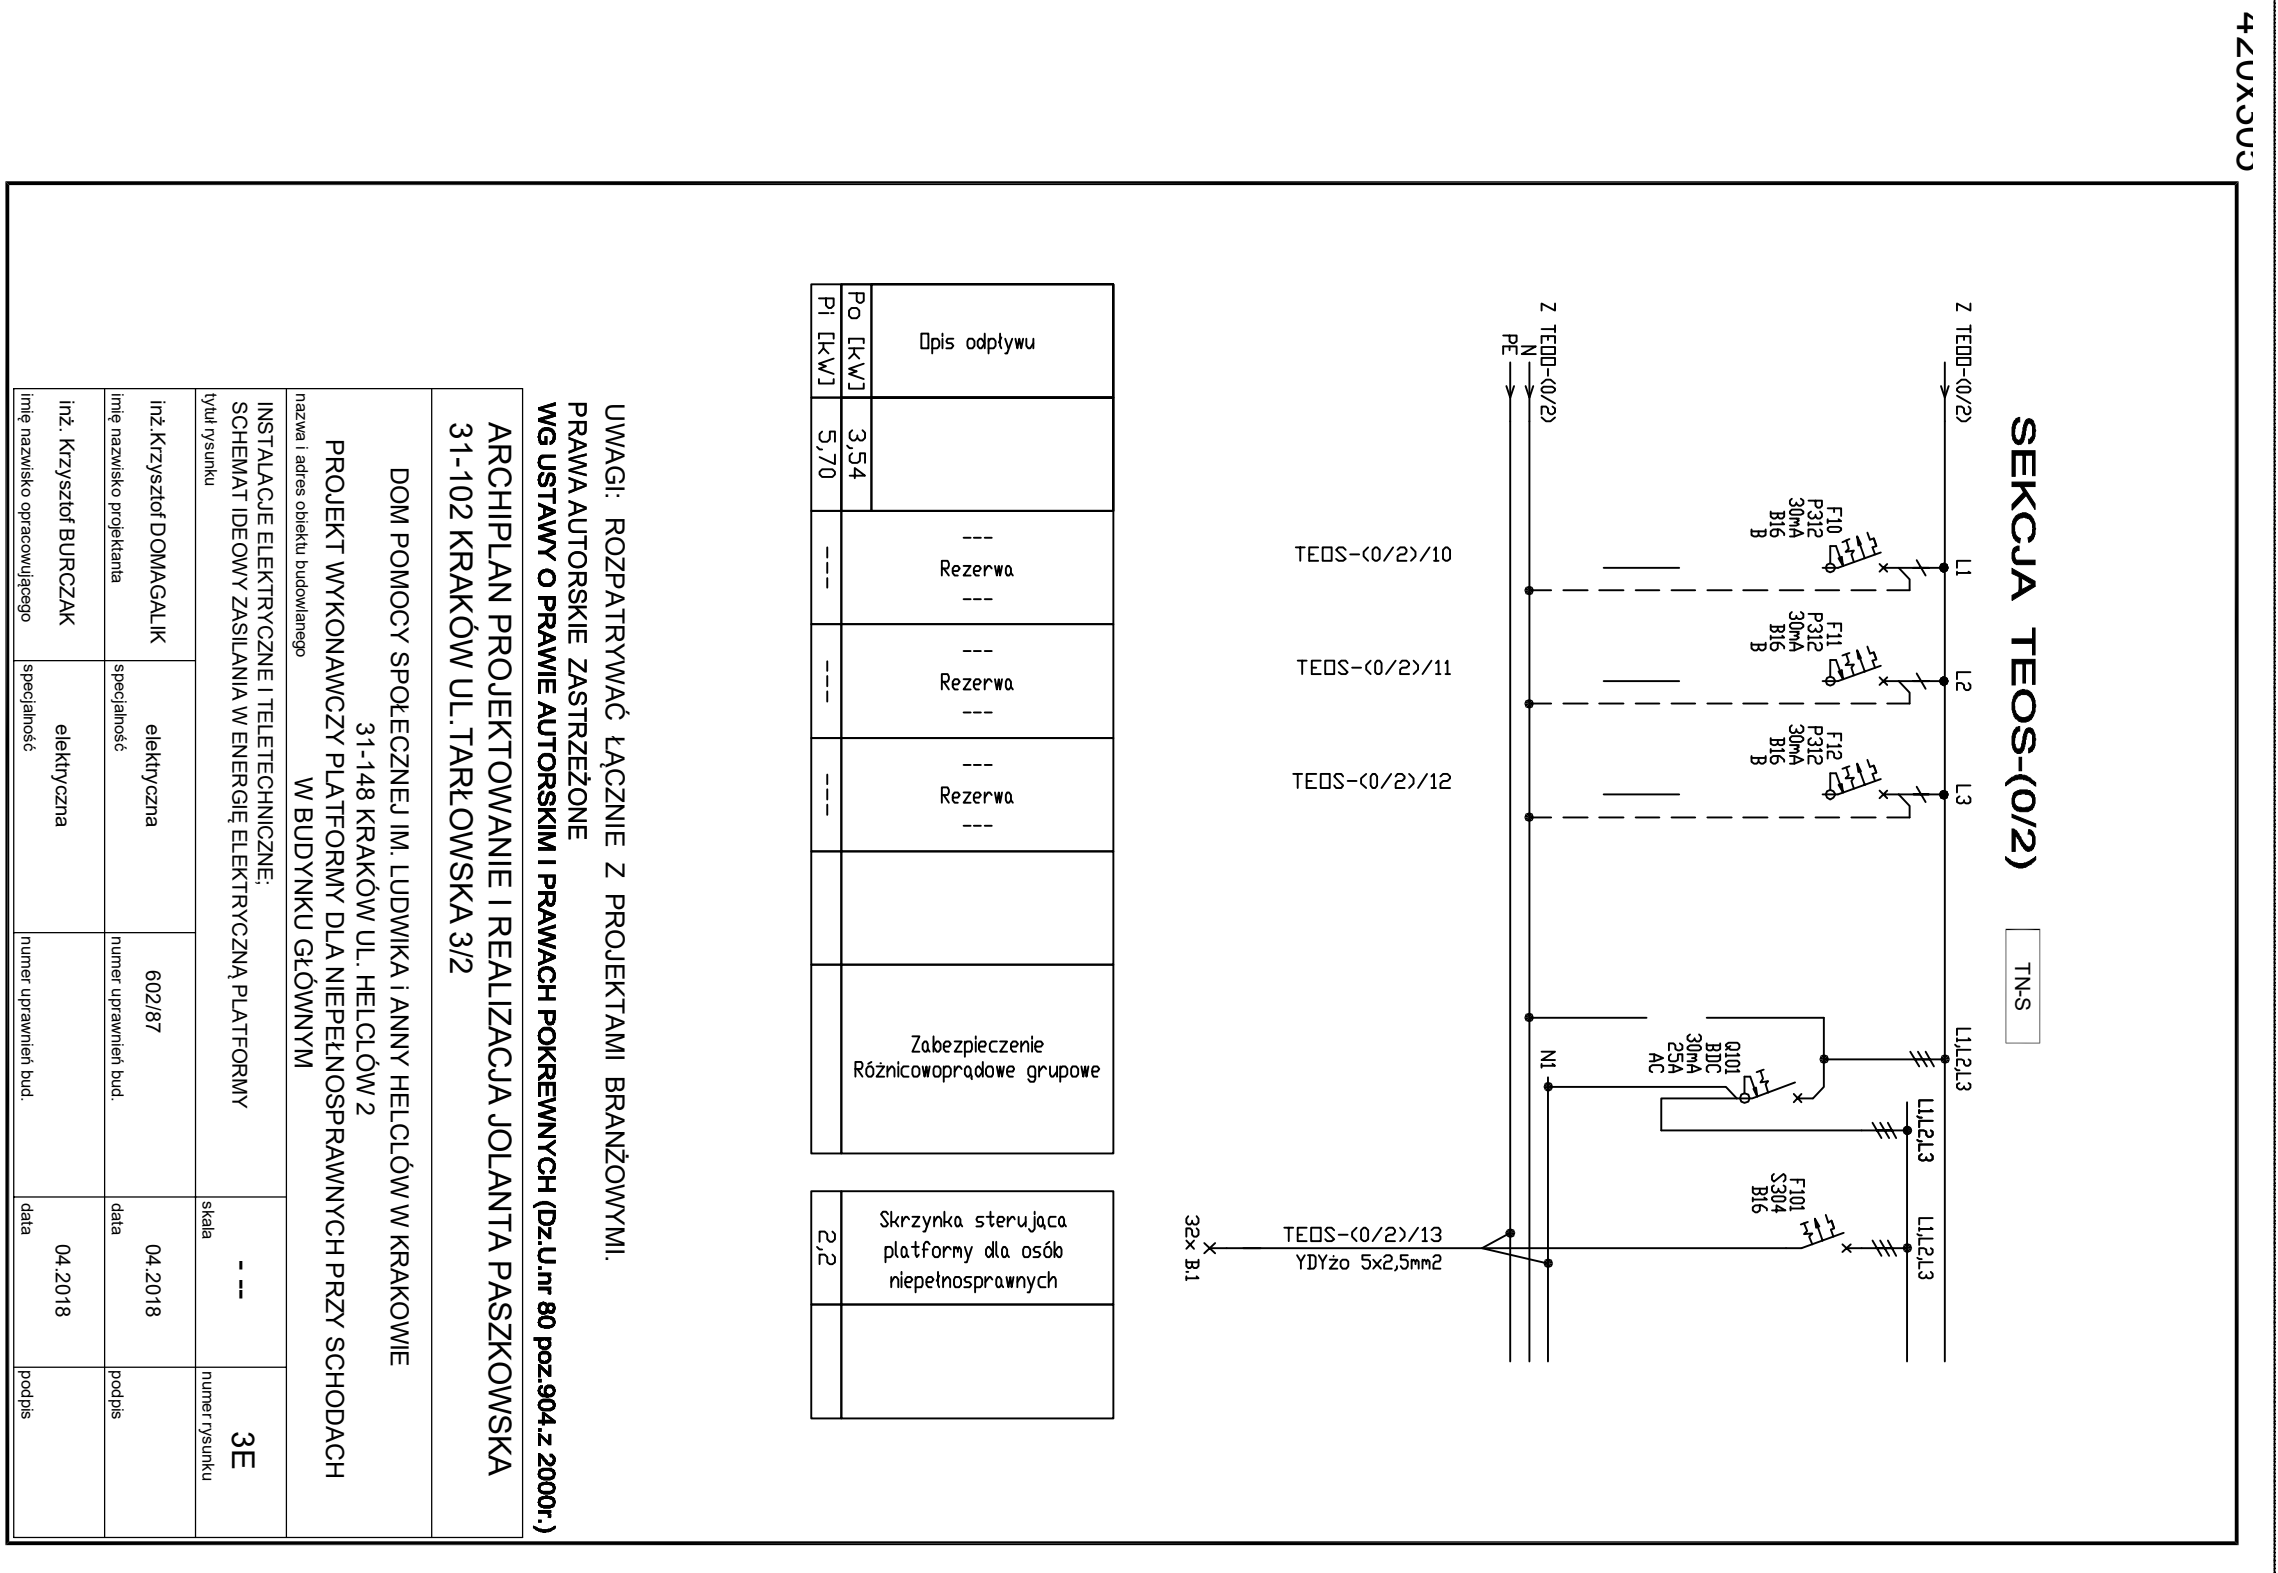 SEKCJA TEOS-(0/2)
TN-S
Z TEOO-(0/2)
L1
L2
L3
L1,L2,L3
L1,L2,L3
L1,L2,L3
F10
P312
30mA
B16
B
F11
P312
30mA
B16
B
F12
P312
30mA
B16
B
Q101
BDC
30mA
25A
AC
F101
S304
B16
Z TEOO-(0/2)
N
PE
N1
TEOS-(0/2)/10
TEOS-(0/2)/11
TEOS-(0/2)/12
TEOS-(0/2)/13
YDYżo 5x2,5mm2
32x B.1
Opis odpływu
Po [kW]
3,54
Pi [kW]
5,70
---
Rezerwa
---
----
---
Rezerwa
---
----
---
Rezerwa
---
----
Zabezpieczenie
Różnicowoprądowe grupowe
Skrzynka sterująca
platformy dla osób
niepełnosprawnych
2,2
UWAGI: ROZPATRYWAĆ ŁĄCZNIE Z PROJEKTAMI BRANŻOWYMI.
PRAWA AUTORSKIE ZASTRZEŻONE
WG USTAWY O PRAWIE AUTORSKIM I PRAWACH POKREWNYCH (Dz.U.nr 80 poz.904.z 2000r.)
ARCHIPLAN PROJEKTOWANIE I REALIZACJA JOLANTA PASZKOWSKA
31-102 KRAKÓW UL.TARŁOWSKA 3/2
DOM POMOCY SPOŁECZNEJ IM. LUDWIKA i ANNY HELCLÓW W KRAKOWIE
31-148 KRAKÓW UL. HELCLÓW 2
PROJEKT WYKONAWCZY PLATFORMY DLA NIEPEŁNOSPRAWNYCH PRZY SCHODACH
W BUDYNKU GŁÓWNYM
nazwa i adres obiektu budowlanego
INSTALACJE ELEKTRYCZNE I TELETECHNICZNE;
SCHEMAT IDEOWY ZASILANIA W ENERGIĘ ELEKTRYCZNĄ PLATFORMY
tytuł rysunku
- --
skala
3E
numer rysunku
inż.Krzysztof DOMAGALIK
imię nazwisko projektanta
elektryczna
specjalność
602/87
numer uprawnień bud.
04.2018
data
podpis
inż. Krzysztof BURCZAK
imię nazwisko opracowującego
elektryczna
specjalność
numer uprawnień bud.
04.2018
data
podpis